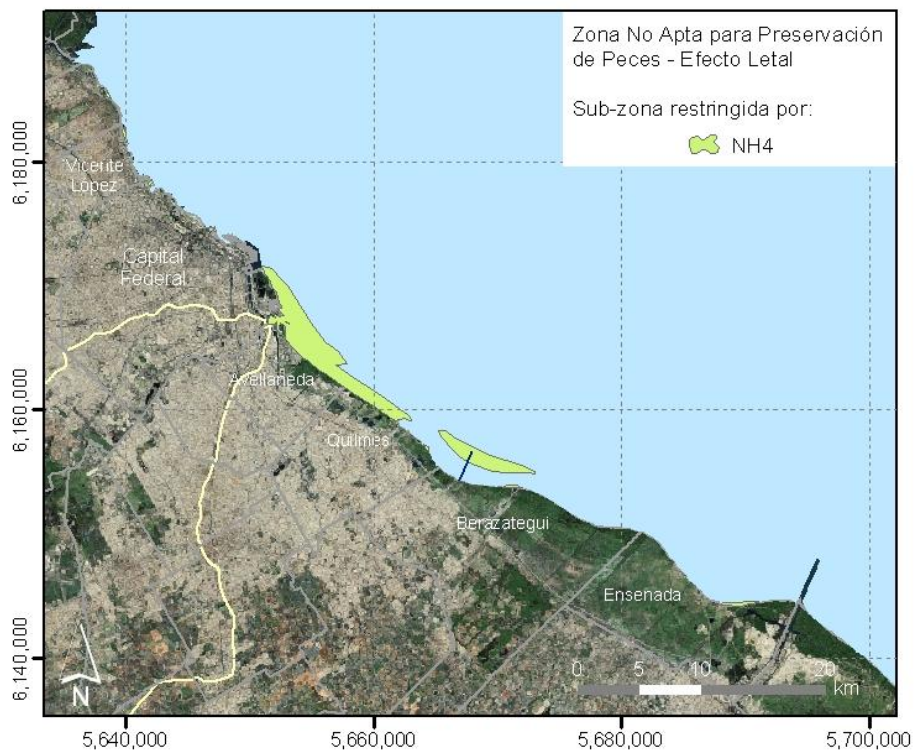 Zona No Apta para Preservación
de Peces - Efecto Letal
Sub-zona restringida por:
NH4
6,180,000
6,160,000
6,140,000
Vicente
López
Capital
Federal
Avellaneda
Quilmes
Berazategui
Ensenada
N
0 5 10 20
km
5,640,000 5,660,000 5,680,000 5,700,000